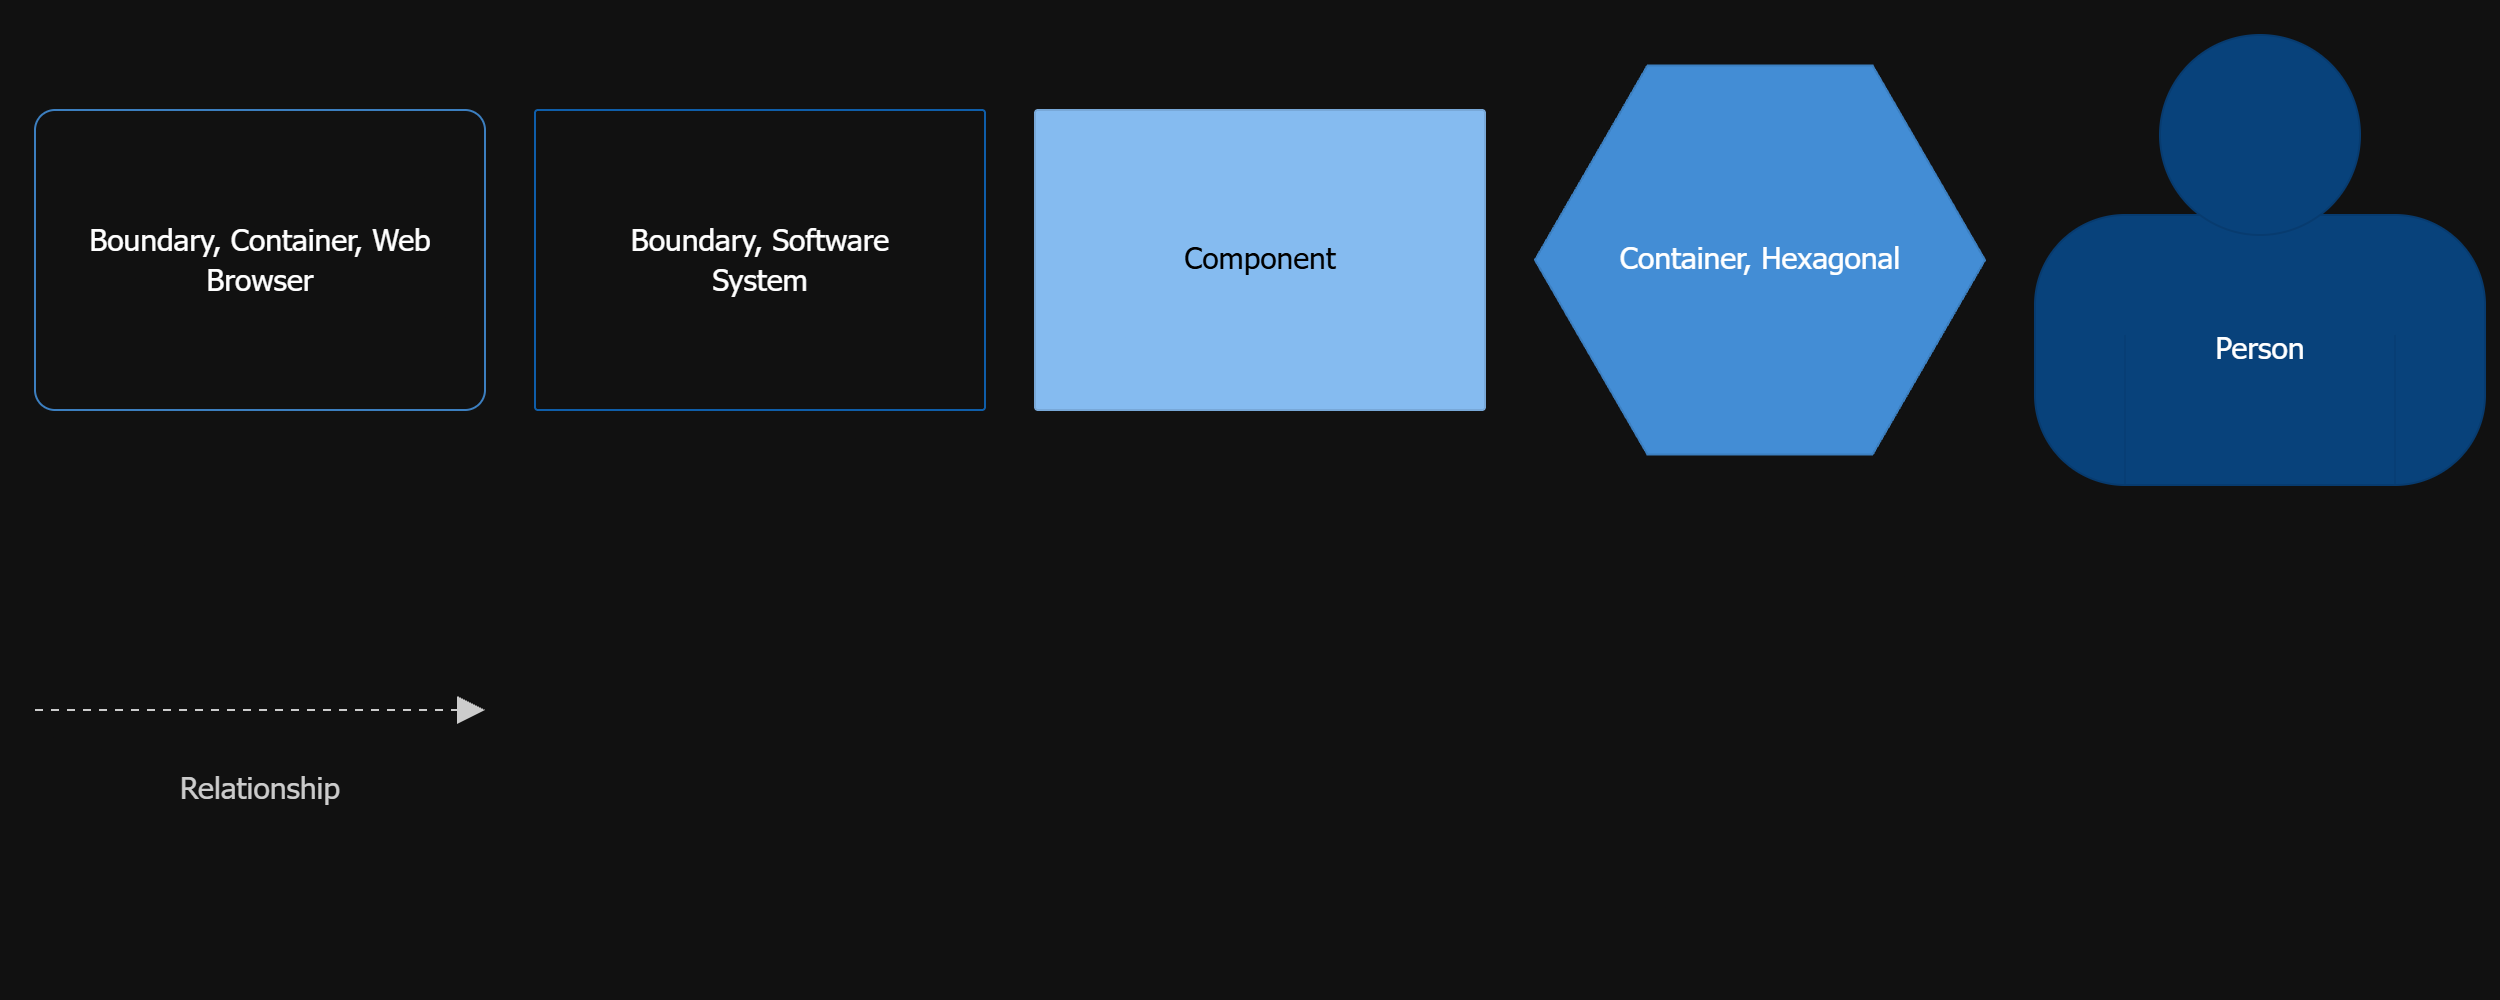 Boundary, Container, Web
Browser
Boundary, Software
System
Component
Container, Hexagonal
Person
Relationship